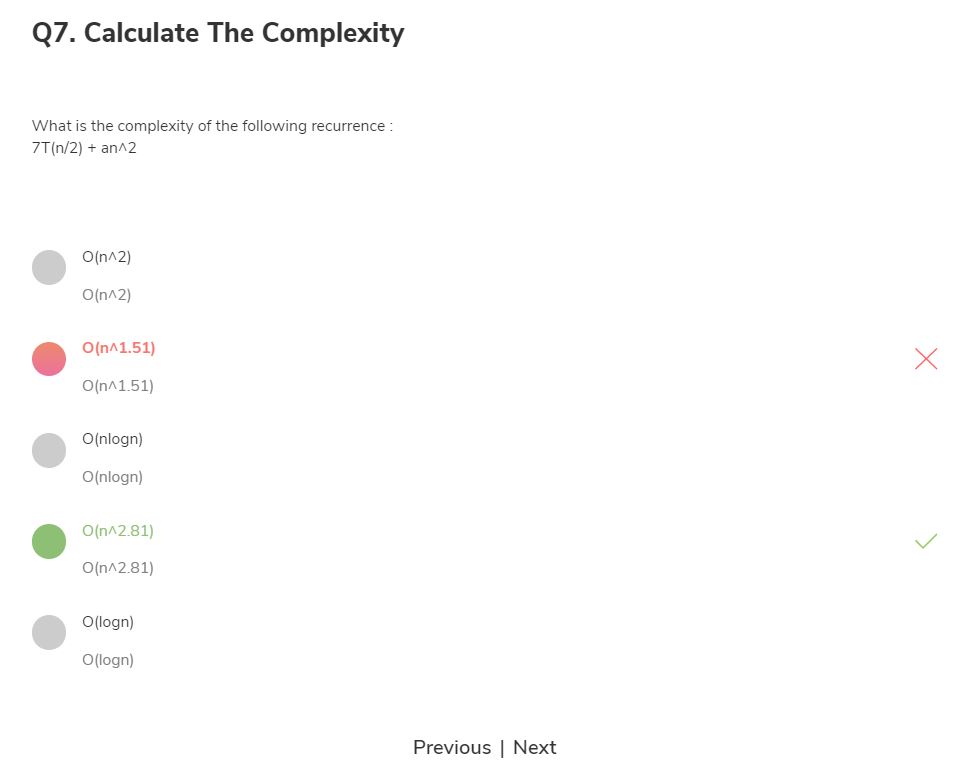 Q7. Calculate The Complexity
What is the complexity of the following recurrence :
7T(n/2) + an^2
O(n^2)
O(n^2)
O(n^1.51)
O(n^1.51)
O(nlogn)
O(nlogn)
O(n^2.81)
O(n^2.81)
O(logn)
O(logn)
Previous | Next